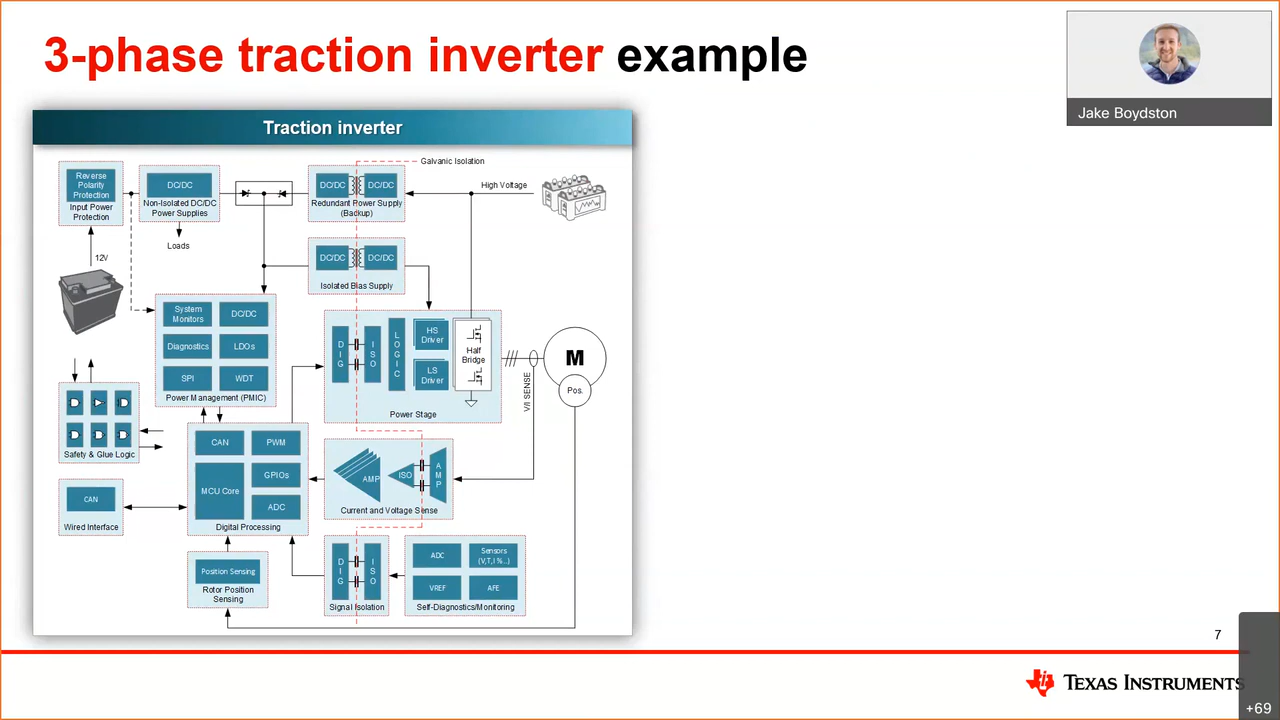 3-phase traction inverter example
Jake Boydston
Traction inverter
Galvanic Isolation
Reverse
Polarity
Protection
Input Power
Protection
DC/DC
Non-Isolated DC/DC
Power Supplies
Loads
DC/DC
DC/DC
Redundant Power Supply
(Backup)
High Voltage
12V
DC/DC
DC/DC
Isolated Bias Supply
System
Monitors
DC/DC
Diagnostics
LDOs
SPI
WDT
Power Management (PMIC)
D
I
G
I
S
O
L
O
G
I
C
HS
Driver
LS
Driver
Half
Bridge
Power Stage
V/I SENSE
M
Pos.
Safety & Glue Logic
CAN
PWM
MCU Core
GPIOs
ADC
Digital Processing
AMP
ISO
A
M
P
Current and Voltage Sense
CAN
Wired Interface
Position Sensing
Rotor Position
Sensing
D
I
G
I
S
O
Signal Isolation
ADC
Sensors
(V,T,I %..)
VREF
AFE
Self-Diagnostics/Monitoring
7
TEXAS INSTRUMENTS
+69